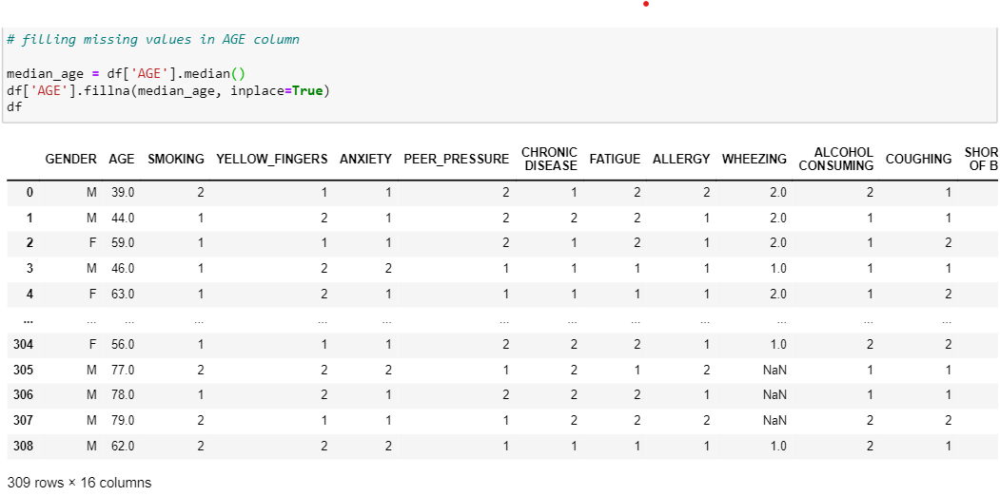 # filling missing values in AGE column
median_age = df['AGE'].median()
df['AGE'].fillna(median_age, inplace=True)
df
GENDER AGE SMOKING YELLOW_FINGERS ANXIETY PEER_PRESSURE CHRONIC DISEASE FATIGUE ALLERGY WHEEZING ALCOHOL CONSUMING COUGHING SHOR OF B
0 M 39.0 2 1 1 2 1 2 2 2.0 2 1
1 M 44.0 1 2 1 2 2 2 1 2.0 1 1
2 F 59.0 1 1 1 2 1 2 1 2.0 1 2
3 M 46.0 1 2 2 1 1 1 1 1.0 1 1
4 F 63.0 1 2 1 1 1 1 1 2.0 1 2
... ... ... ... ... ... ... ... ... ... ... ... ...
304 F 56.0 1 1 1 2 2 2 1 1.0 2 2
305 M 77.0 2 2 2 1 2 1 2 NaN 1 1
306 M 78.0 1 2 1 2 2 2 1 NaN 1 1
307 M 79.0 2 1 1 1 2 2 2 NaN 2 2
308 M 62.0 2 2 2 1 1 1 1 1.0 2 1
309 rows × 16 columns